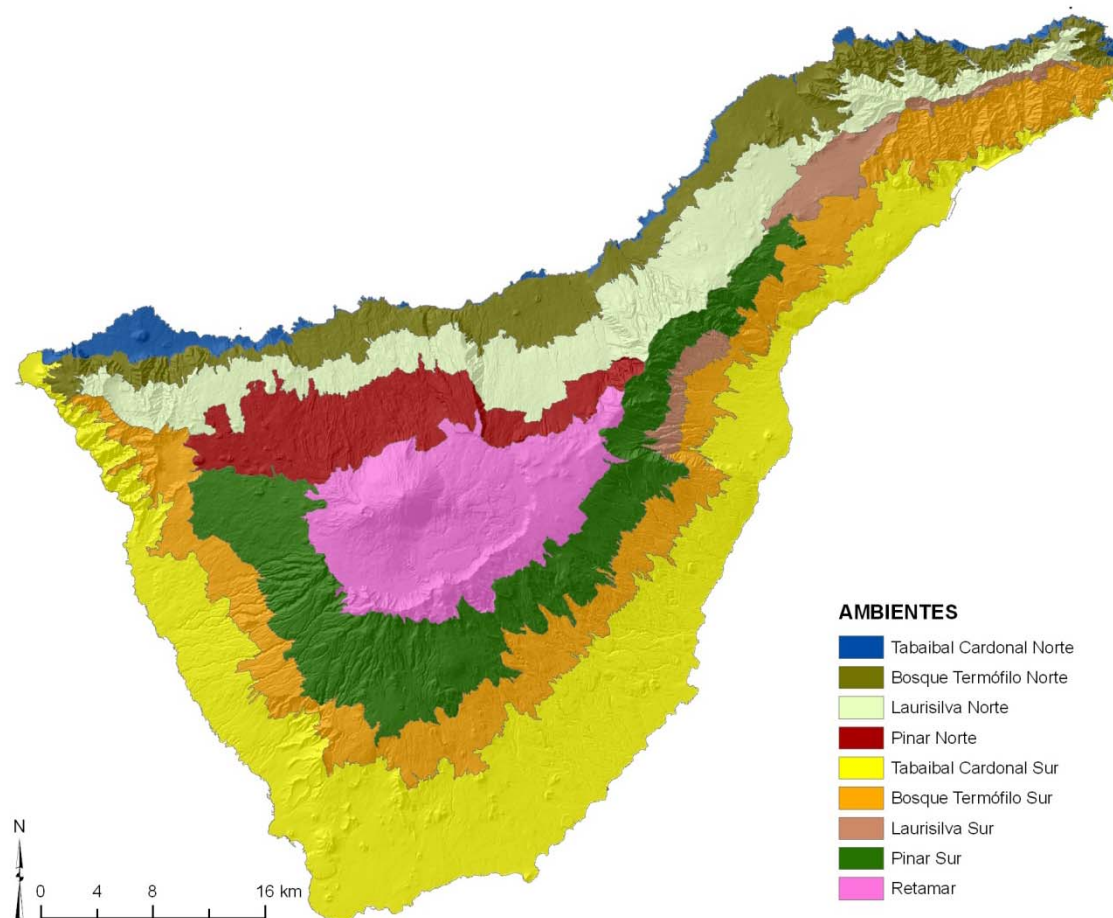 AMBIENTES
Tabaibal Cardonal Norte
Bosque Termófilo Norte
Laurisilva Norte
Pinar Norte
Tabaibal Cardonal Sur
Bosque Termófilo Sur
Laurisilva Sur
Pinar Sur
Retamar
N
0 4 8 16 km